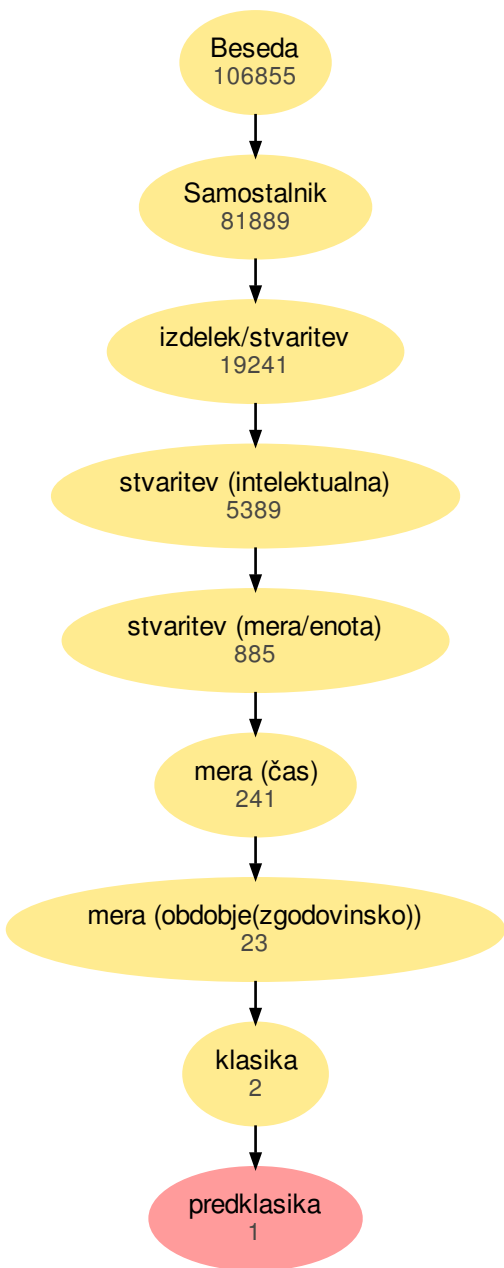 Beseda
106855
Samostalnik
81889
izdelek/stvaritev
19241
stvaritev (intelektualna)
5389
stvaritev (mera/enota)
885
mera (čas)
241
mera (obdobje(zgodovinsko))
23
klasika
2
predklasika
1